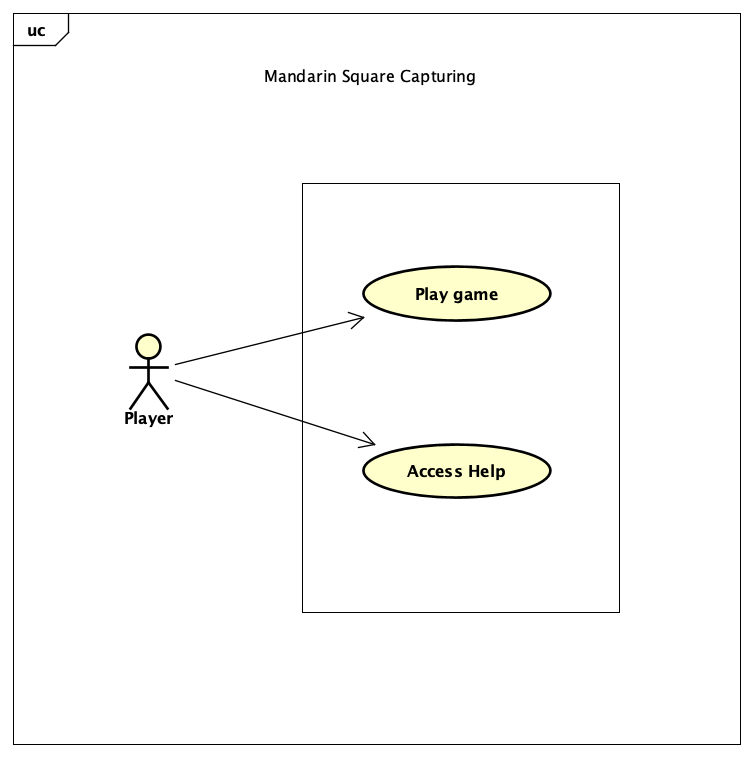 uc
Mandarin Square Capturing
Play game
Player
Access Help